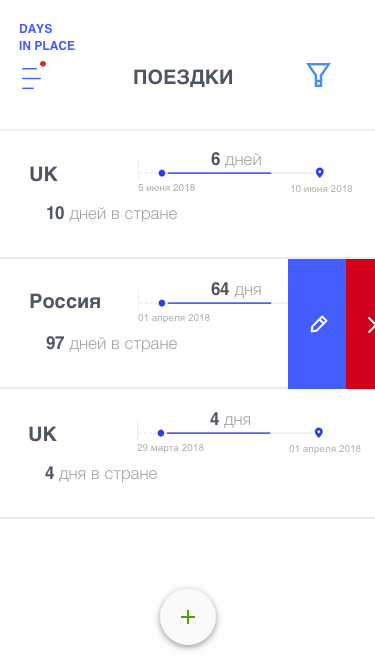 DAYS
IN PLACE
ПОЕЗДКИ
6 дней
UK
5 июня 2018
10 июня 2018
10 дней в стране
64 дня
Россия
01 апреля 2018
97 дней в стране
4 дня
UK
29 марта 2018
01 апреля 2018
4 дня в стране